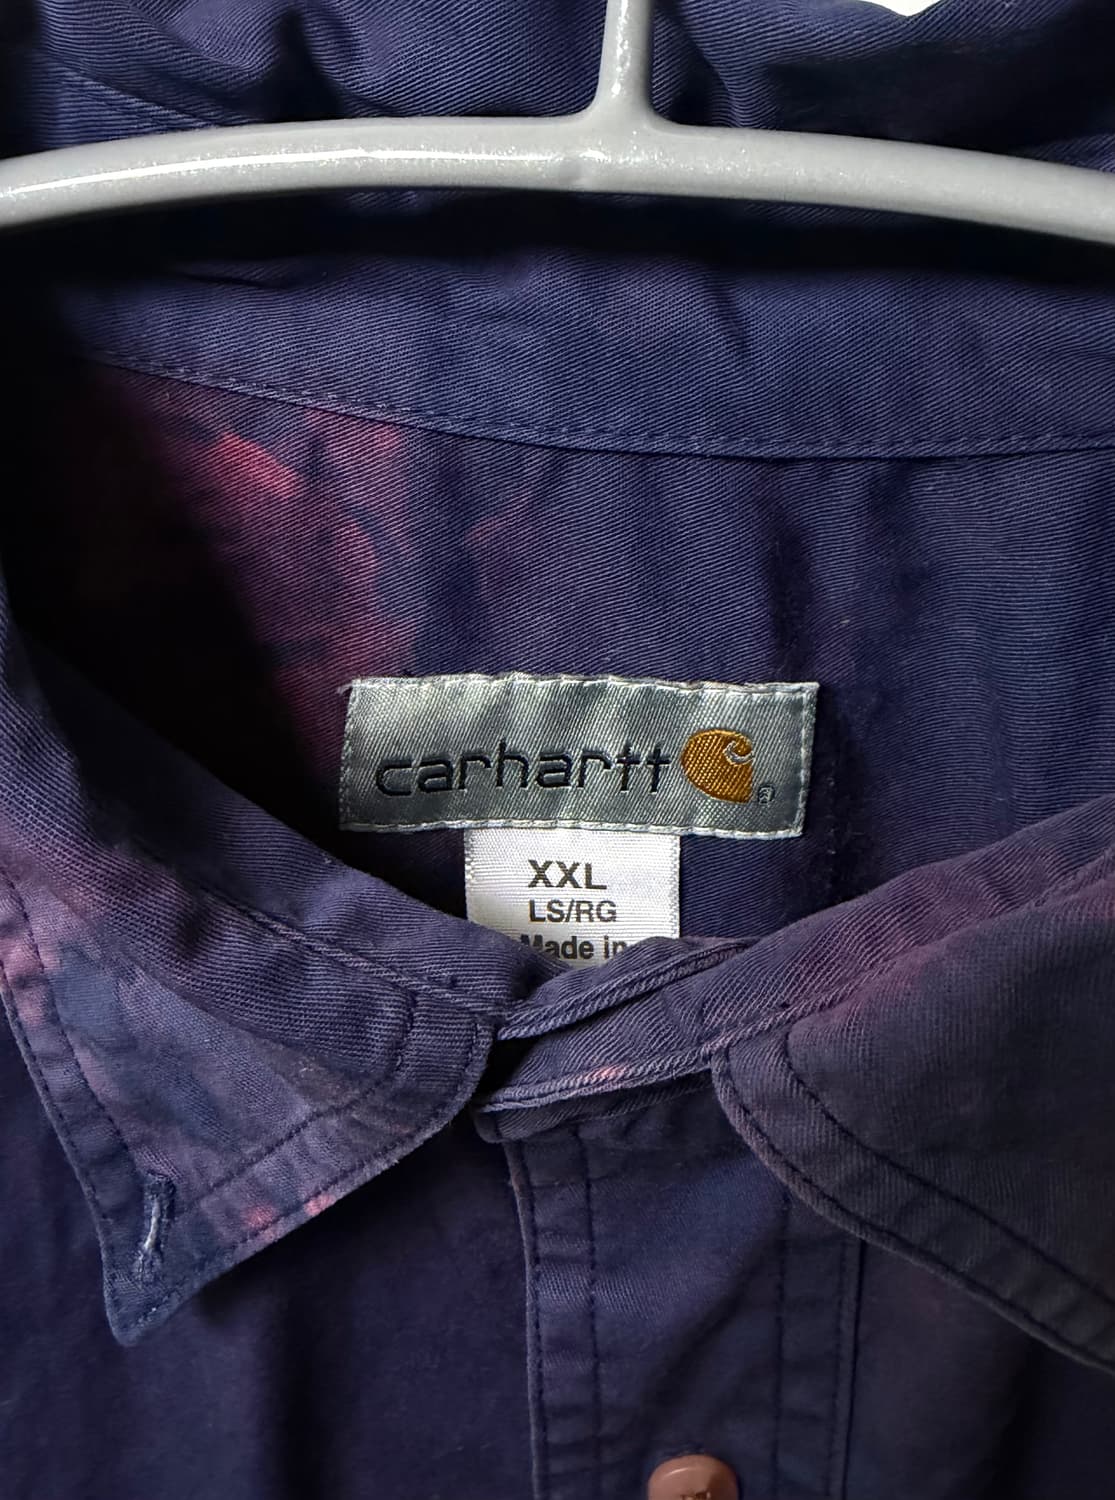 carhartt ®
XXL
LS/RG
Made in